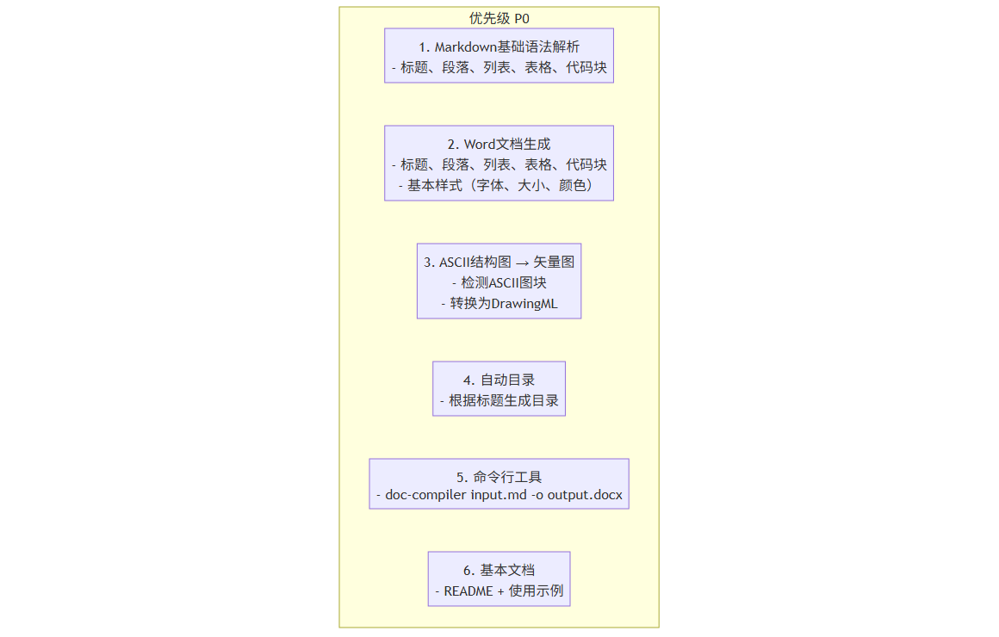 优先级 P0
1. Markdown基础语法解析
- 标题、段落、列表、表格、代码块
2. Word文档生成
- 标题、段落、列表、表格、代码块
- 基本样式（字体、大小、颜色）
3. ASCII结构图 → 矢量图
- 检测ASCII图块
- 转换为DrawingML
4. 自动目录
- 根据标题生成目录
5. 命令行工具
- doc-compiler input.md -o output.docx
6. 基本文档
- README + 使用示例